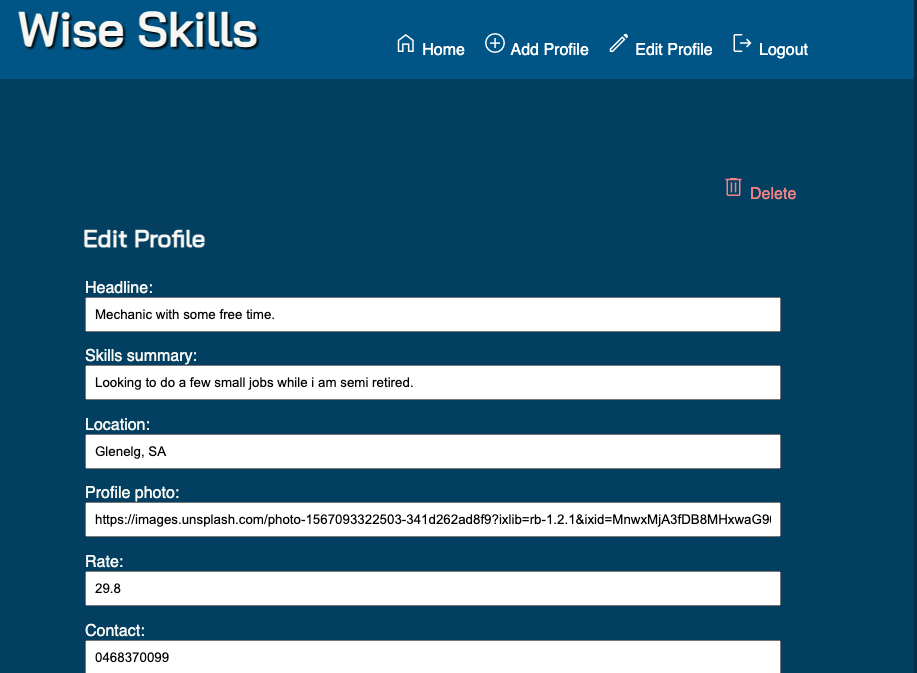 Wise Skills
Home Add Profile Edit Profile Logout
Delete
Edit Profile
Headline:
Mechanic with some free time.
Skills summary:
Looking to do a few small jobs while i am semi retired.
Location:
Glenelg, SA
Profile photo:
https://images.unsplash.com/photo-1567093322503-341d262ad8f9?ixlib=rb-1.2.1&ixid=MnwxMjA3fDB8MHxwaG9
Rate:
29.8
Contact:
0468370099